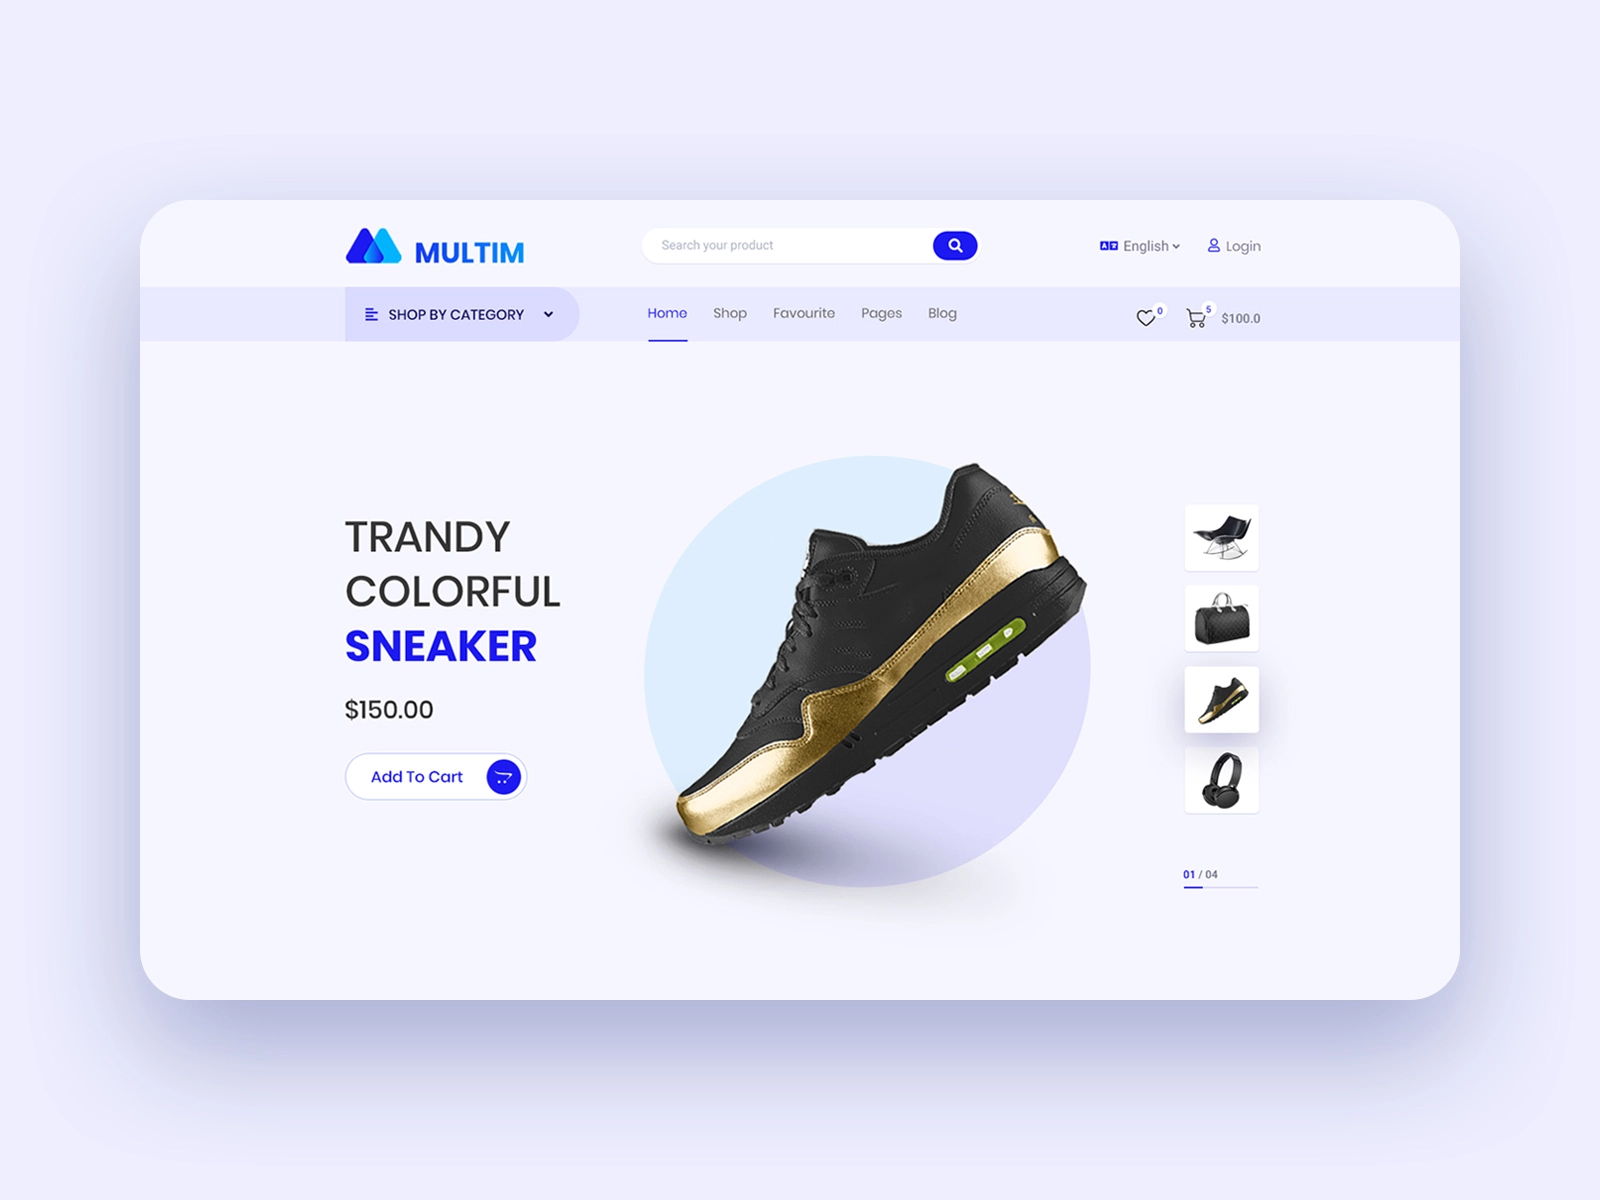 MULTIM
Search your product
English
Login
SHOP BY CATEGORY
Home Shop Favourite Pages Blog
0
5
$100.0
TRANDY
COLORFUL
SNEAKER
$150.00
Add To Cart
01 / 04